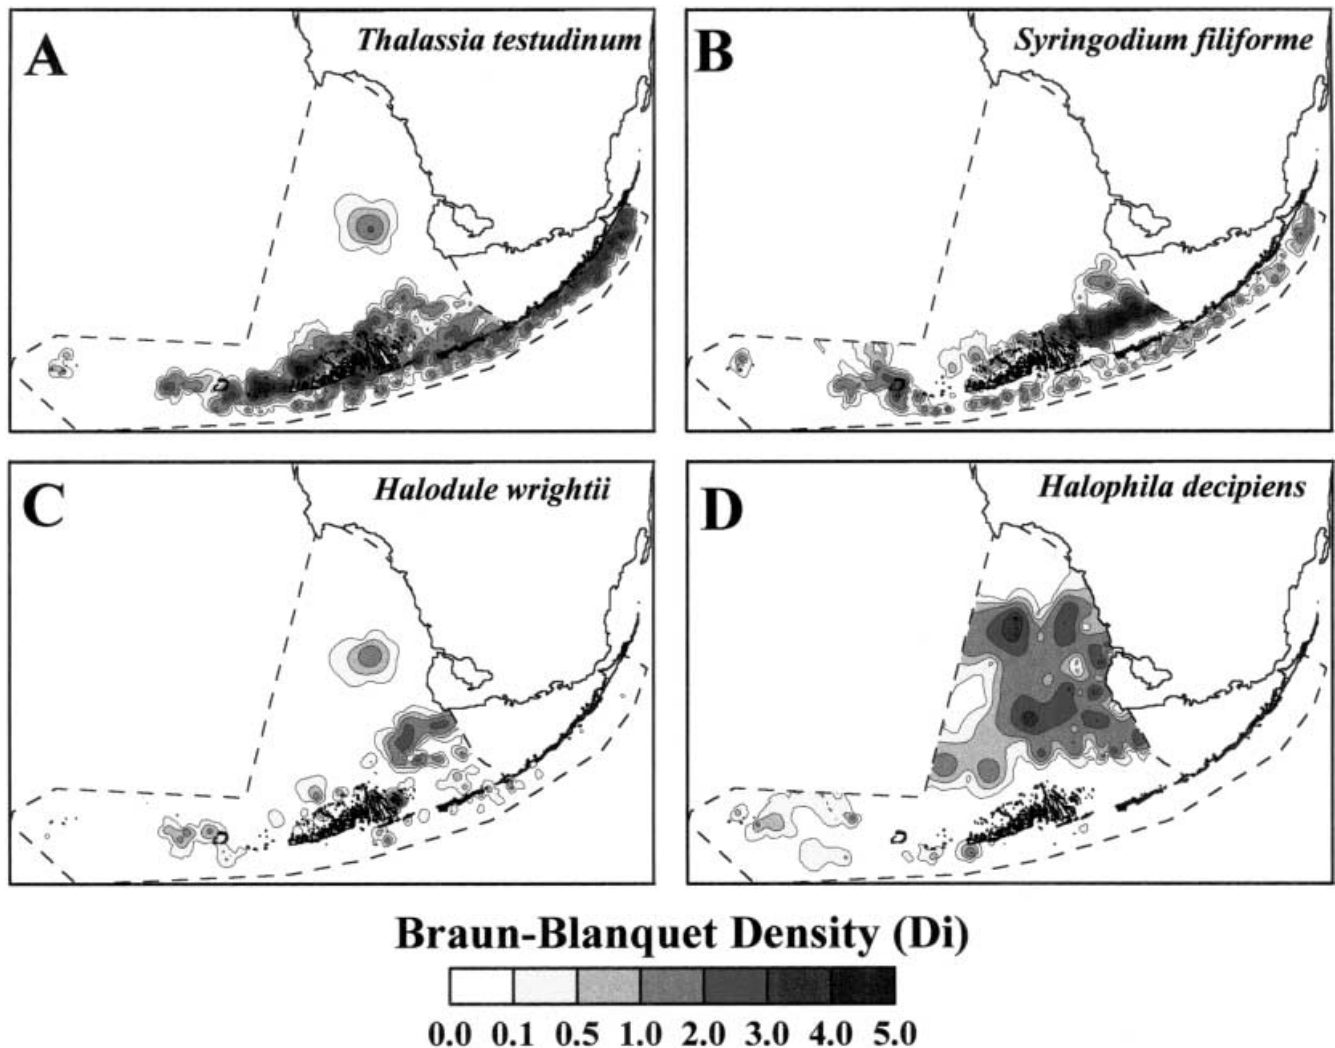 A
Thalassia testudinum
B
Syringodium filiforme
C
Halodule wrightii
D
Halophila decipiens
Braun-Blanquet Density (Di)
0.0 0.1 0.5 1.0 2.0 3.0 4.0 5.0